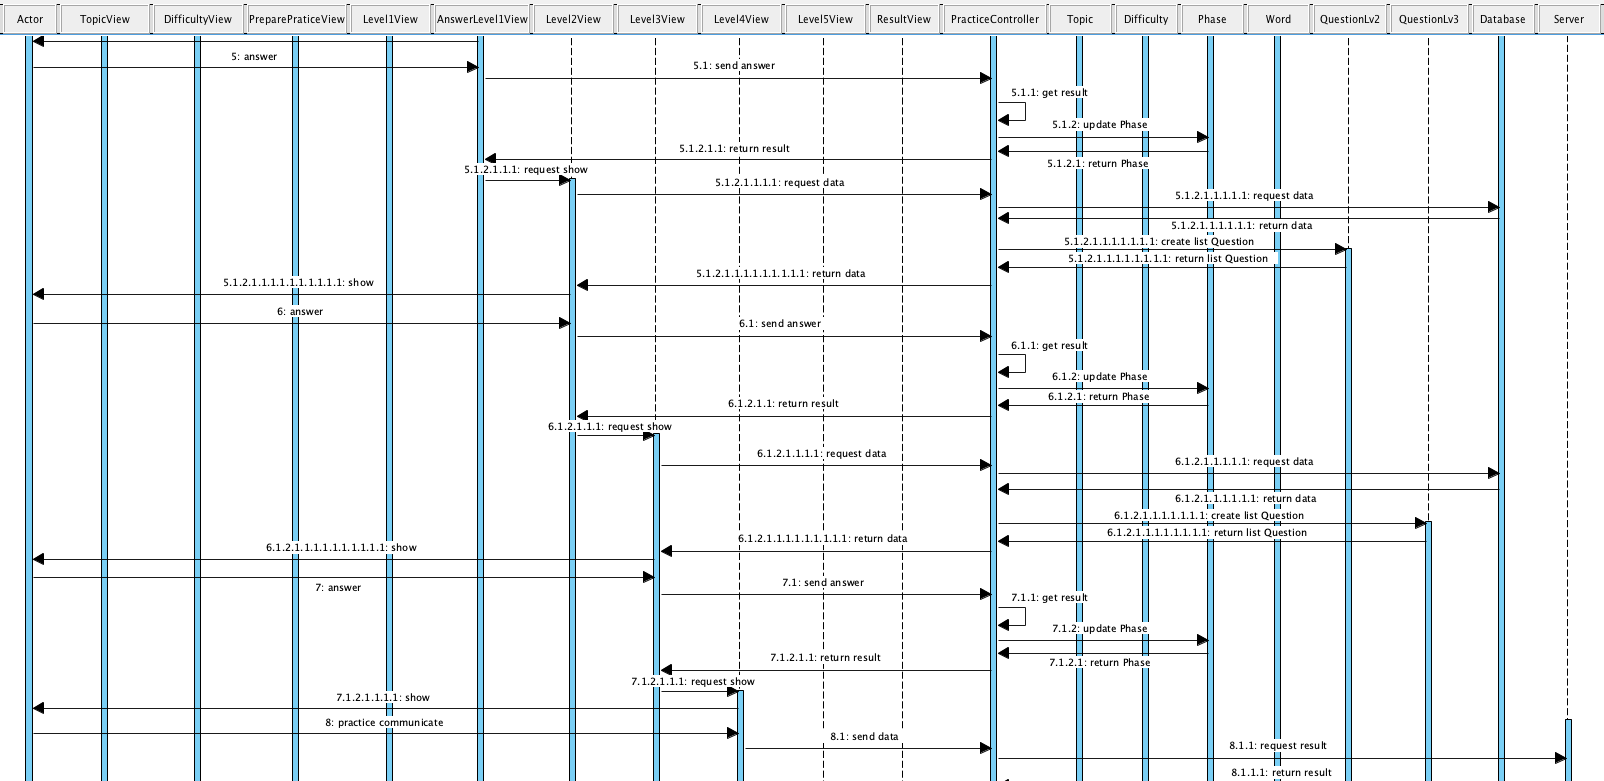 Actor
TopicView
DifficultyView
PreparePraticeView
Level1View
AnswerLevel1View
Level2View
Level3View
Level4View
Level5View
ResultView
PracticeController
Topic
Difficulty
Phase
Word
QuestionLv2
QuestionLv3
Database
Server
5: answer
5.1: send answer
5.1.1: get result
5.1.2: update Phase
5.1.2.1.1: return result
5.1.2.1: return Phase
5.1.2.1.1.1: request show
5.1.2.1.1.1.1: request data
5.1.2.1.1.1.1.1: request data
5.1.2.1.1.1.1.1.1: return data
5.1.2.1.1.1.1.1.1.1: create list Question
5.1.2.1.1.1.1.1.1.1.1: return list Question
5.1.2.1.1.1.1.1.1.1.1.1: return data
5.1.2.1.1.1.1.1.1.1.1.1.1: show
6: answer
6.1: send answer
6.1.1: get result
6.1.2: update Phase
6.1.2.1: return Phase
6.1.2.1.1: return result
6.1.2.1.1.1: request show
6.1.2.1.1.1.1: request data
6.1.2.1.1.1.1.1: request data
6.1.2.1.1.1.1.1.1: return data
6.1.2.1.1.1.1.1.1.1: create list Question
6.1.2.1.1.1.1.1.1.1.1: return list Question
6.1.2.1.1.1.1.1.1.1.1.1: return data
6.1.2.1.1.1.1.1.1.1.1.1.1: show
7: answer
7.1: send answer
7.1.1: get result
7.1.2: update Phase
7.1.2.1.1: return result
7.1.2.1: return Phase
7.1.2.1.1.1: request show
7.1.2.1.1.1.1: show
8: practice communicate
8.1: send data
8.1.1: request result
8.1.1.1: return result